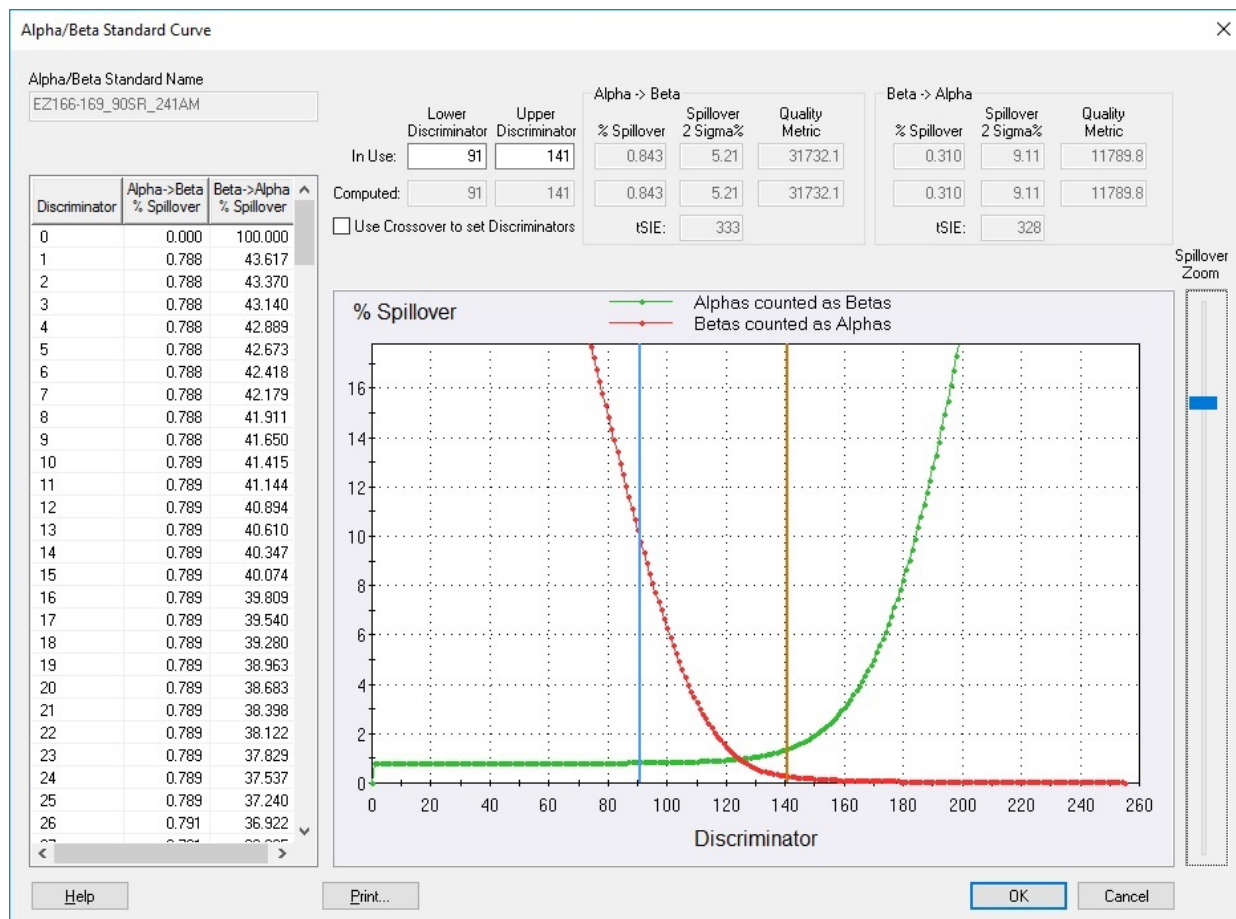 Alpha/Beta Standard Curve
Alpha/Beta Standard Name
EZ166-169_90SR_241AM
Alpha -> Beta
Beta -> Alpha
Lower Discriminator Upper Discriminator % Spillover Spillover 2 Sigma% Quality Metric % Spillover Spillover 2 Sigma% Quality Metric
In Use: 91 141 0.843 5.21 31732.1 0.310 9.11 11789.8
Computed: 91 141 0.843 5.21 31732.1 0.310 9.11 11789.8
Use Crossover to set Discriminators tSIE: 333 tSIE: 328
Discriminator Alpha->Beta % Spillover Beta->Alpha % Spillover
0 0.000 100.000
1 0.788 43.617
2 0.788 43.370
3 0.788 43.140
4 0.788 42.889
5 0.788 42.673
6 0.788 42.418
7 0.788 42.179
8 0.788 41.911
9 0.788 41.650
10 0.789 41.415
11 0.789 41.144
12 0.789 40.894
13 0.789 40.610
14 0.789 40.347
15 0.789 40.074
16 0.789 39.809
17 0.789 39.540
18 0.789 39.280
19 0.789 38.963
20 0.789 38.683
21 0.789 38.398
22 0.789 38.122
23 0.789 37.829
24 0.789 37.537
25 0.789 37.240
26 0.791 36.922
Spillover Zoom
% Spillover
Alphas counted as Betas
Betas counted as Alphas
16
14
12
10
8
6
4
2
0
0 20 40 60 80 100 120 140 160 180 200 220 240 260
Discriminator
Help Print... OK Cancel